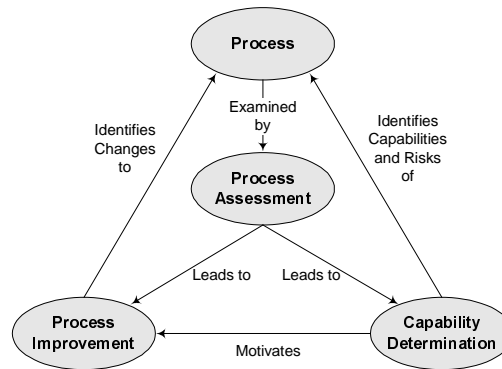 Process
Examined
by
Identifies
Changes
to
Identifies
Capabilities
and Risks
of
Process
Assessment
Leads to
Leads to
Process
Improvement
Motivates
Capability
Determination